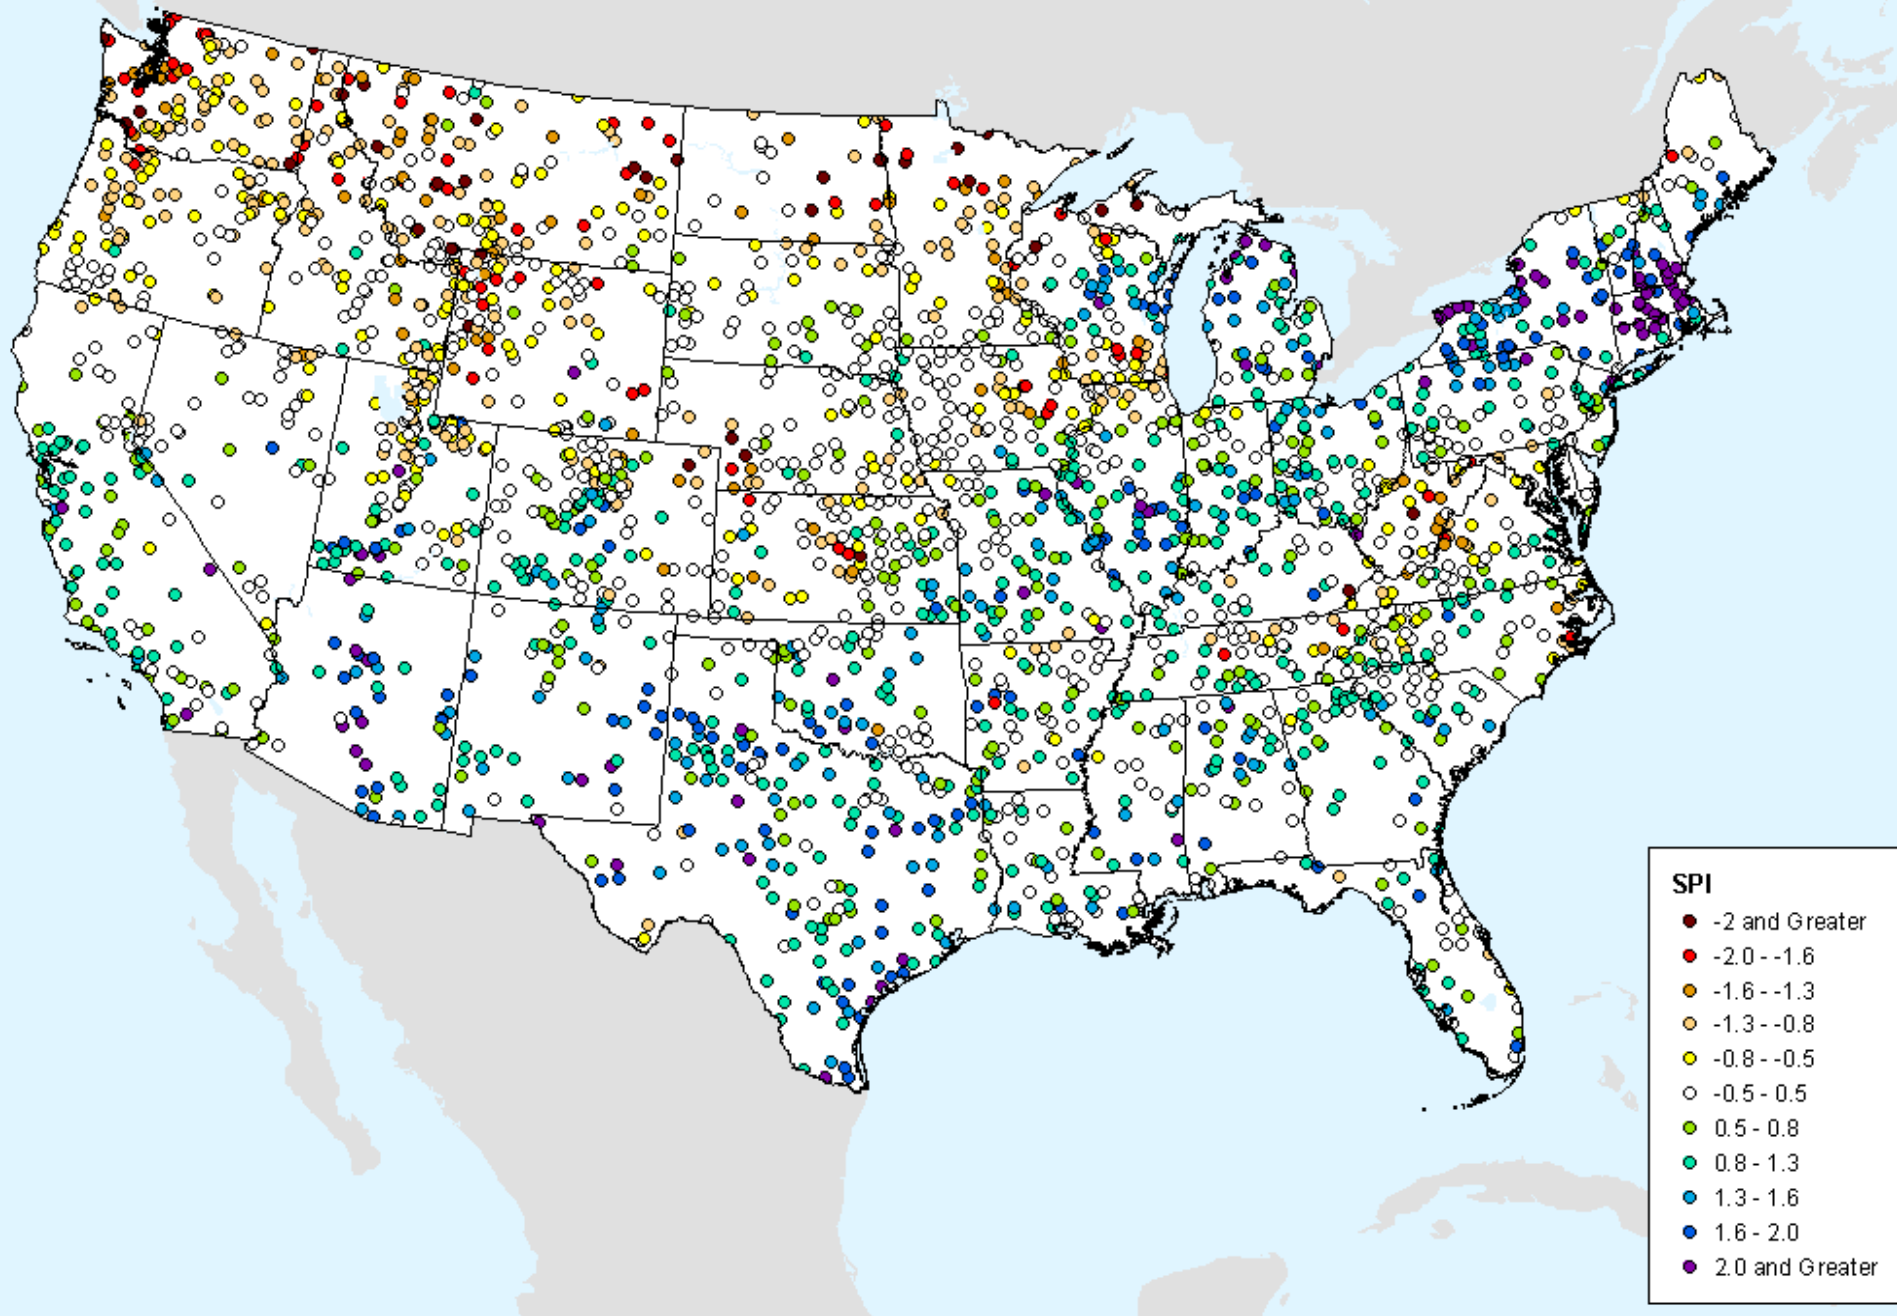 SPI
-2 and Greater
-2.0 - -1.6
-1.6 - -1.3
-1.3 - -0.8
-0.8 - -0.5
-0.5 - 0.5
0.5 - 0.8
0.8 - 1.3
1.3 - 1.6
1.6 - 2.0
2.0 and Greater